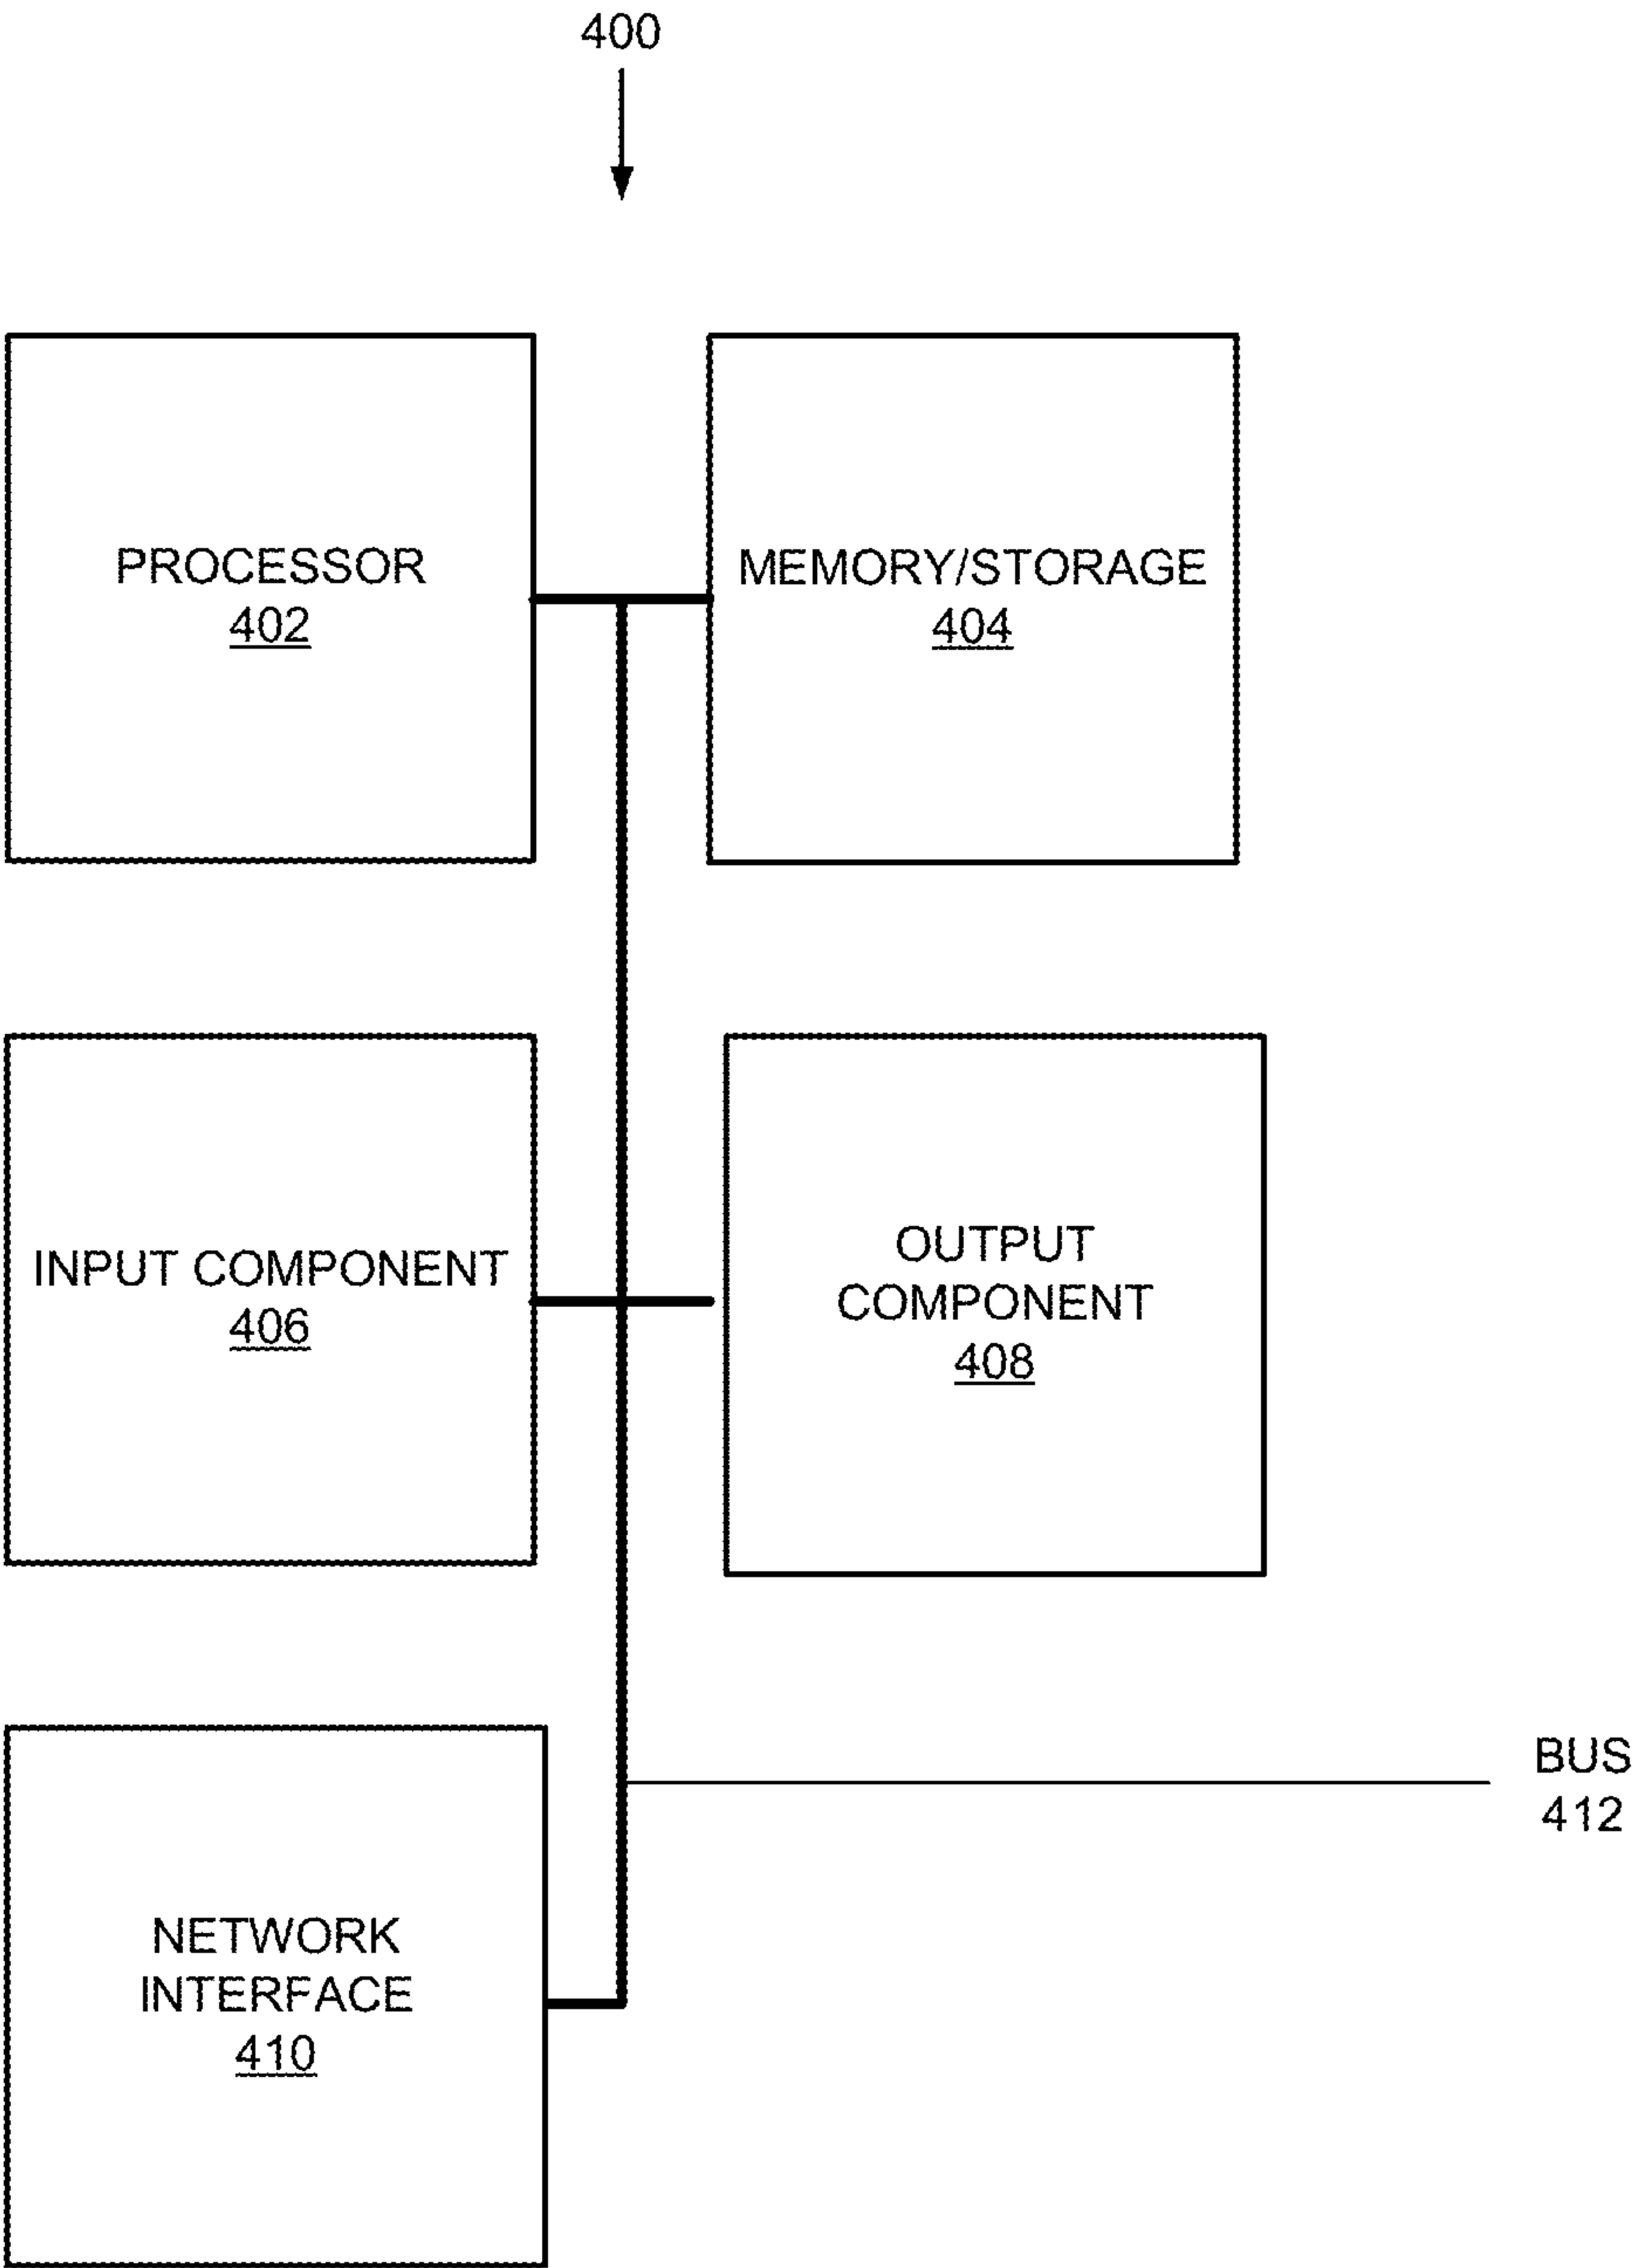 400
PROCESSOR
402
MEMORY/STORAGE
404
INPUT COMPONENT
406
OUTPUT
COMPONENT
408
BUS
412
NETWORK
INTERFACE
410